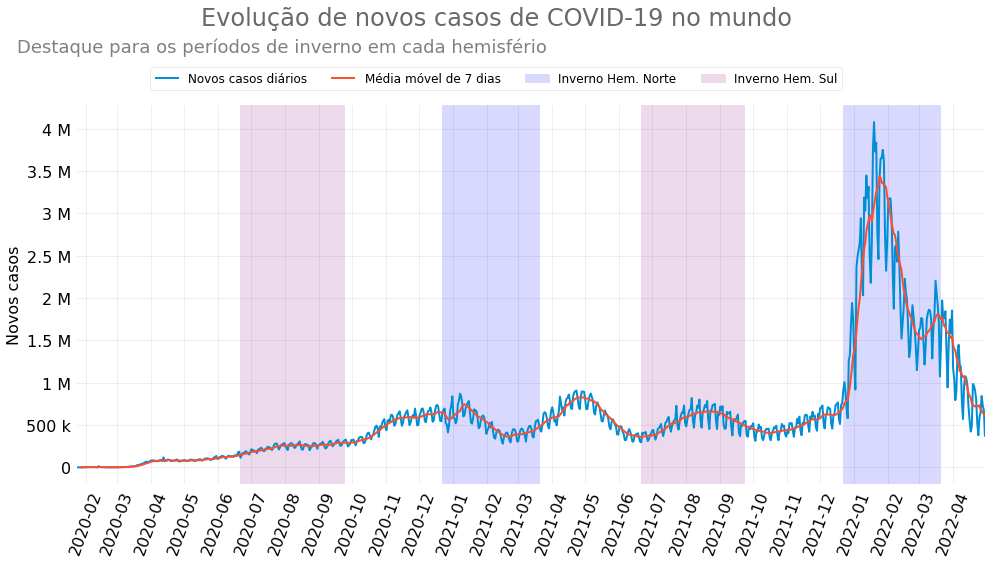 Evolução de novos casos de COVID-19 no mundo
Destaque para os períodos de inverno em cada hemisfério
Novos casos diários
Média móvel de 7 dias
Inverno Hem. Norte
Inverno Hem. Sul
Novos casos
4 M
3.5 M
3 M
2.5 M
2 M
1.5 M
1 M
500 k
0
2020-02
2020-03
2020-04
2020-05
2020-06
2020-07
2020-08
2020-09
2020-10
2020-11
2020-12
2021-01
2021-02
2021-03
2021-04
2021-05
2021-06
2021-07
2021-08
2021-09
2021-10
2021-11
2021-12
2022-01
2022-02
2022-03
2022-04